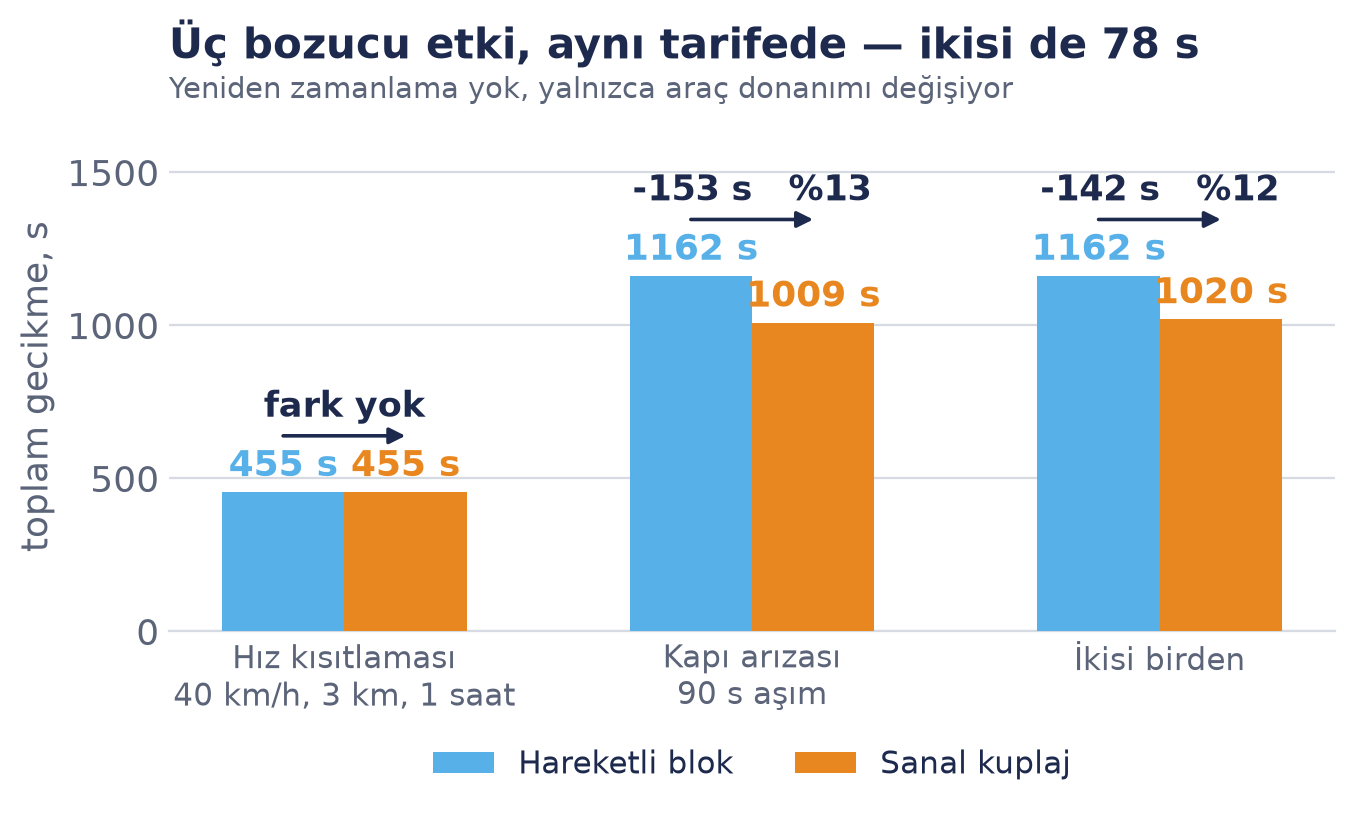 Üç bozucu etki, aynı tarifede — ikisi de 78 s
Yeniden zamanlama yok, yalnızca araç donanımı değişiyor
toplam gecikme, s
1500
1000
500
0
fark yok
455 s 455 s
-153 s %13
1162 s
1009 s
-142 s %12
1162 s
1020 s
Hız kısıtlaması
40 km/h, 3 km, 1 saat
Kapı arızası
90 s aşım
İkisi birden
Hareketli blok
Sanal kuplaj